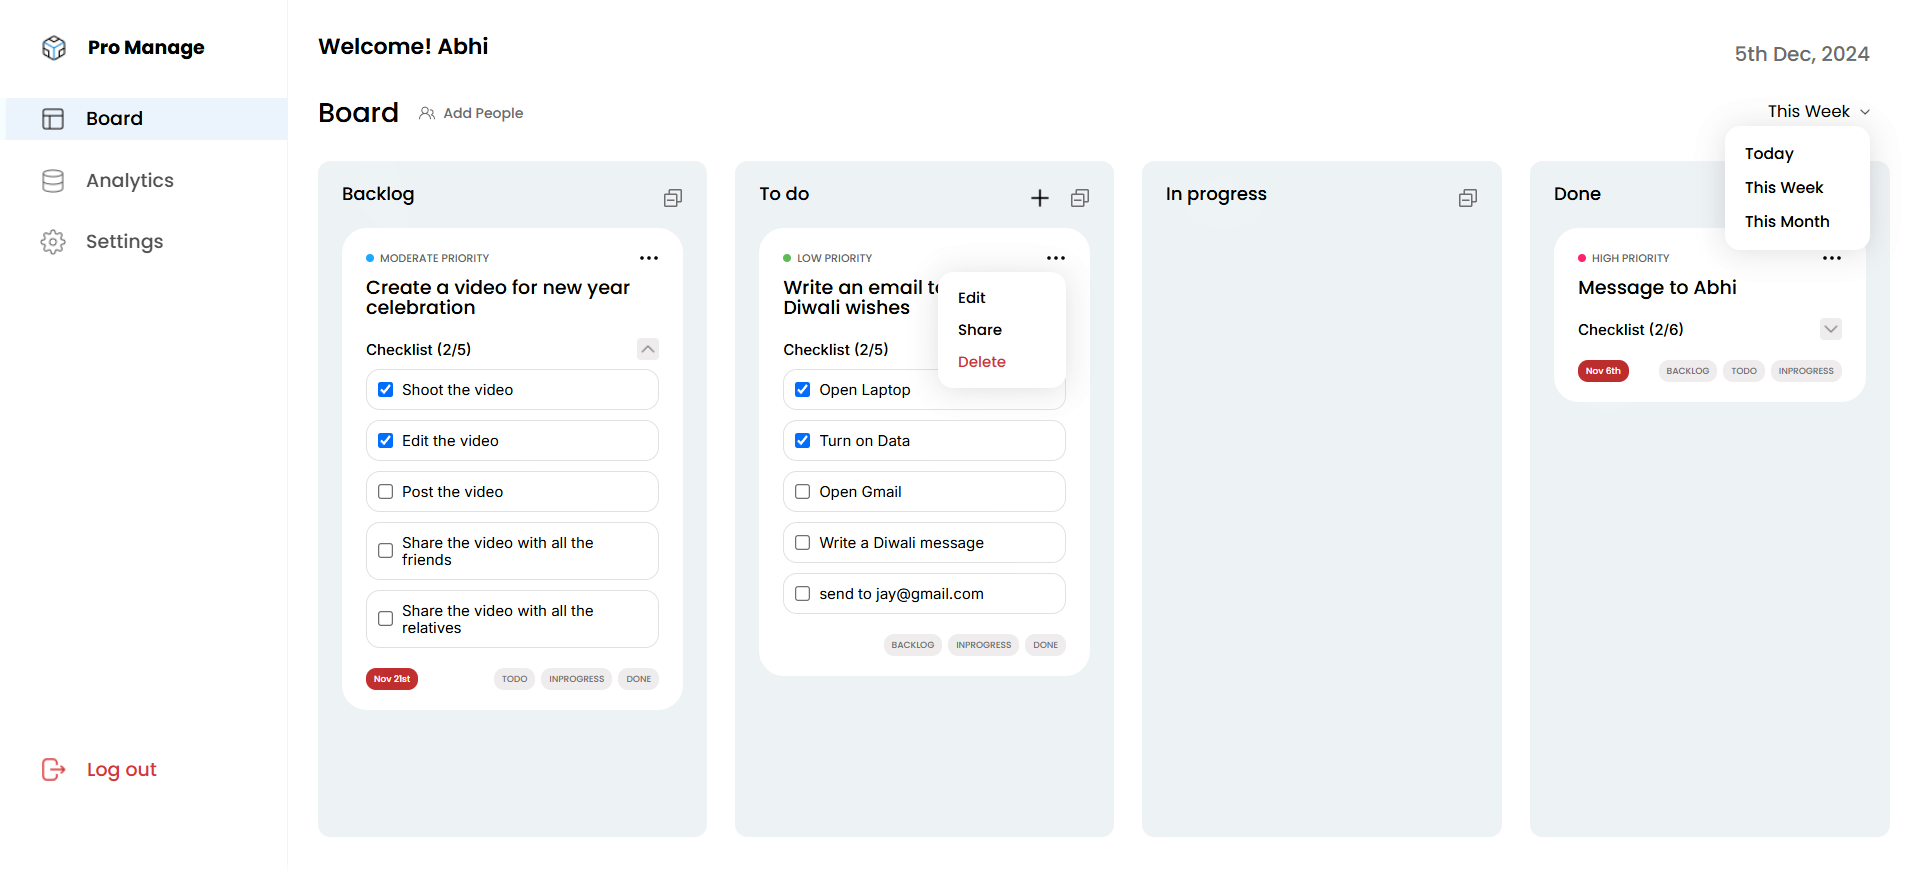 Pro Manage
Board
Analytics
Settings
Log out
Welcome! Abhi
5th Dec, 2024
Board
Add People
This Week
Today
This Week
This Month
Backlog
MODERATE PRIORITY
Create a video for new year
celebration
Checklist (2/5)
Shoot the video
Edit the video
Post the video
Share the video with all the
friends
Share the video with all the
relatives
Nov 21st
TODO
INPROGRESS
DONE
To do
LOW PRIORITY
Write an email
Diwali wishes
Edit
Share
Delete
Checklist (2/5)
Open Laptop
Turn on Data
Open Gmail
Write a Diwali message
send to jay@gmail.com
BACKLOG
INPROGRESS
DONE
In progress
Done
HIGH PRIORITY
Message to Abhi
Checklist (2/6)
Nov 6th
BACKLOG
TODO
INPROGRESS